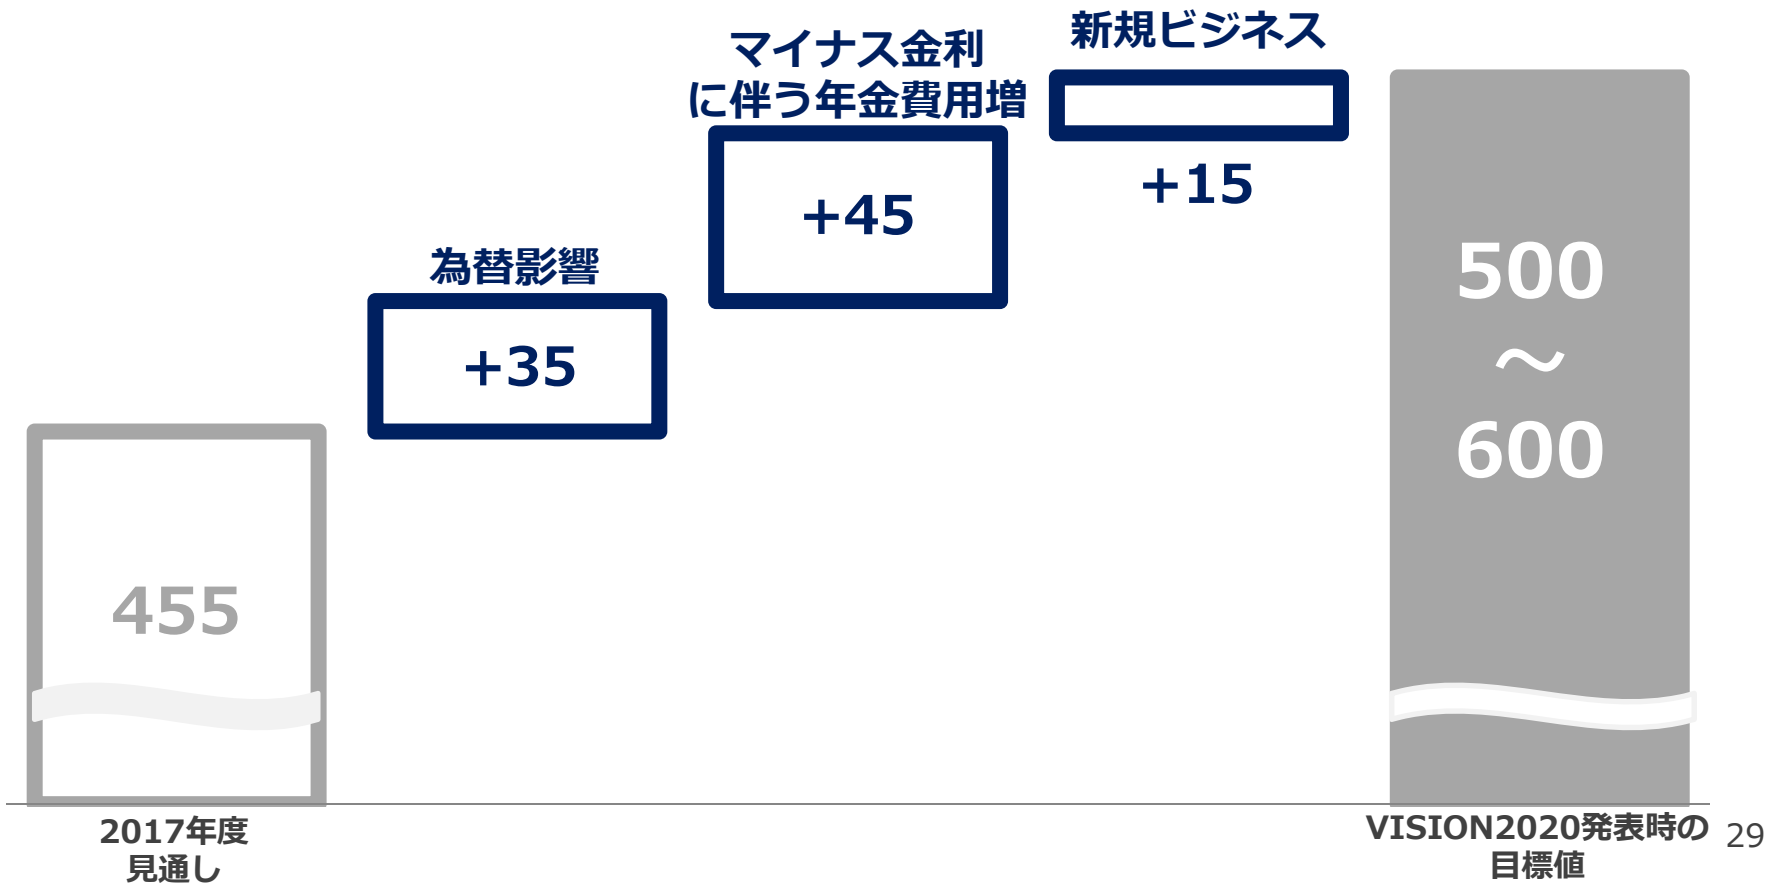 新規ビジネス
マイナス金利
に伴う年金費用増
+15
+45
為替影響
+35
500
～
600
455
2017年度
見通し
VISION2020発表時の
目標値
29